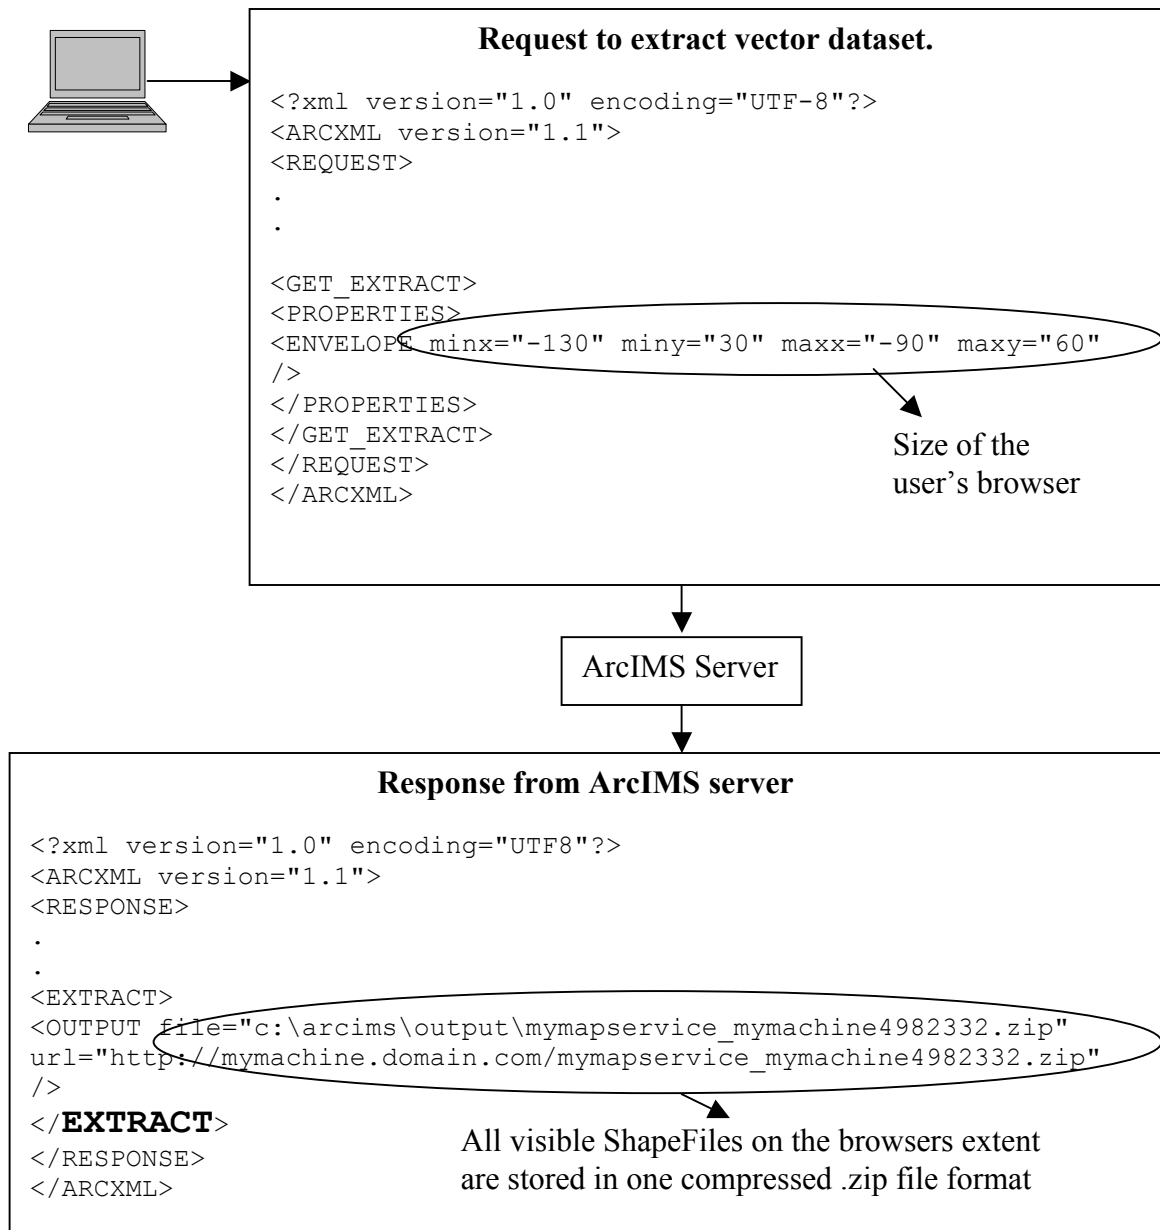 Request to extract vector dataset.
<?xml version="1.0" encoding="UTF-8"?>
<ARCXML version="1.1">
<REQUEST>
.
.
<GET_EXTRACT>
<PROPERTIES>
<ENVELOPE minx="-130" miny="30" maxx="-90" maxy="60"
/>
</PROPERTIES>
</GET_EXTRACT>
</REQUEST>
</ARCXML>
Size of the
user’s browser
ArcIMS Server
Response from ArcIMS server
<?xml version="1.0" encoding="UTF8"?>
<ARCXML version="1.1">
<RESPONSE>
.
.
<EXTRACT>
<OUTPUT file="c:\arcims\output\mymapservice_mymachine4982332.zip"
url="http://mymachine.domain.com/mymapservice_mymachine4982332.zip"
/>
</EXTRACT>
</RESPONSE>
</ARCXML>
All visible ShapeFiles on the browsers extent
are stored in one compressed .zip file format